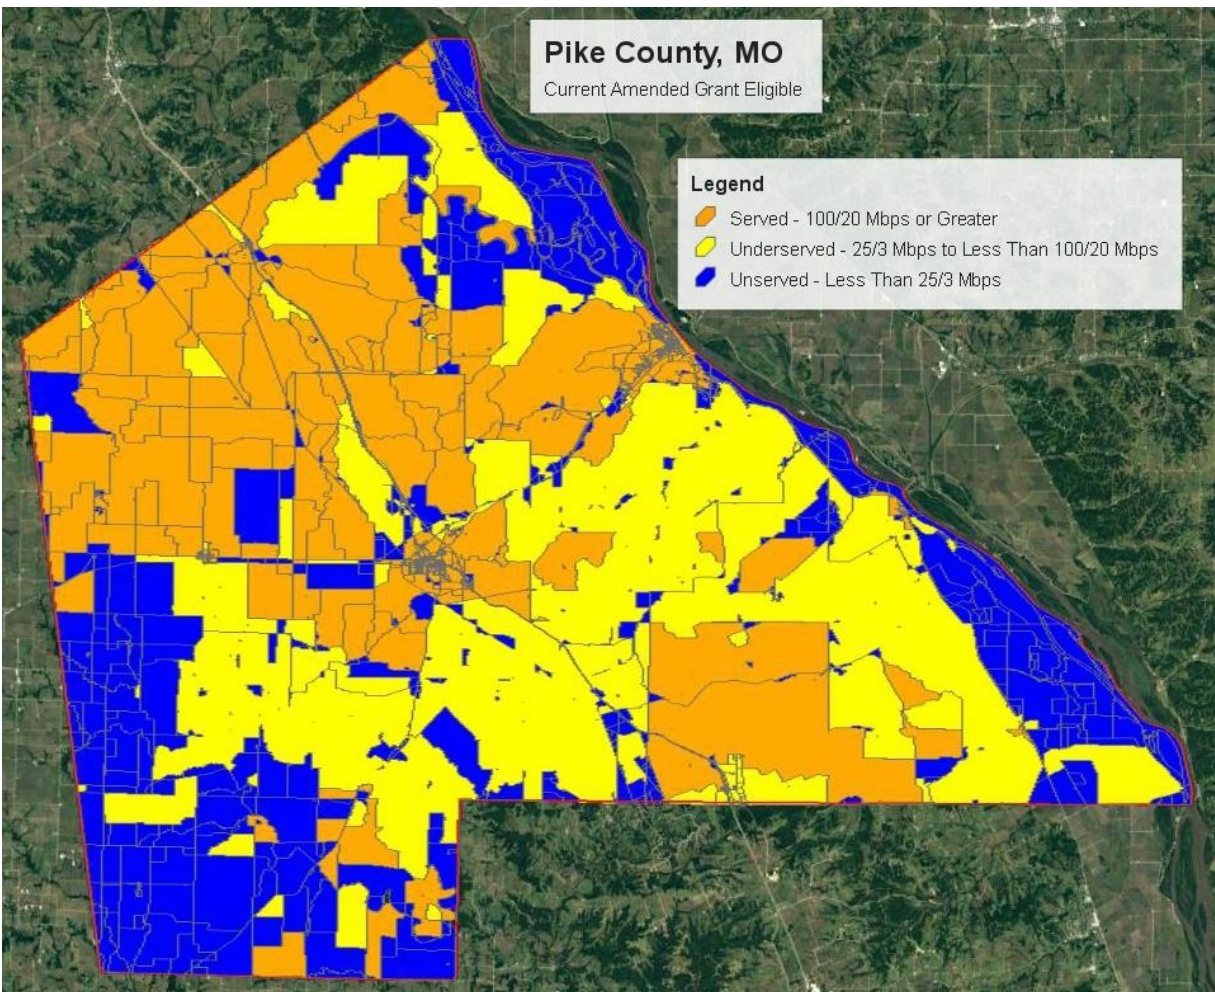 Pike County, MO
Current Amended Grant Eligible
Legend
Served - 100/20 Mbps or Greater
Underserved - 25/3 Mbps to Less Than 100/20 Mbps
Unserved - Less Than 25/3 Mbps